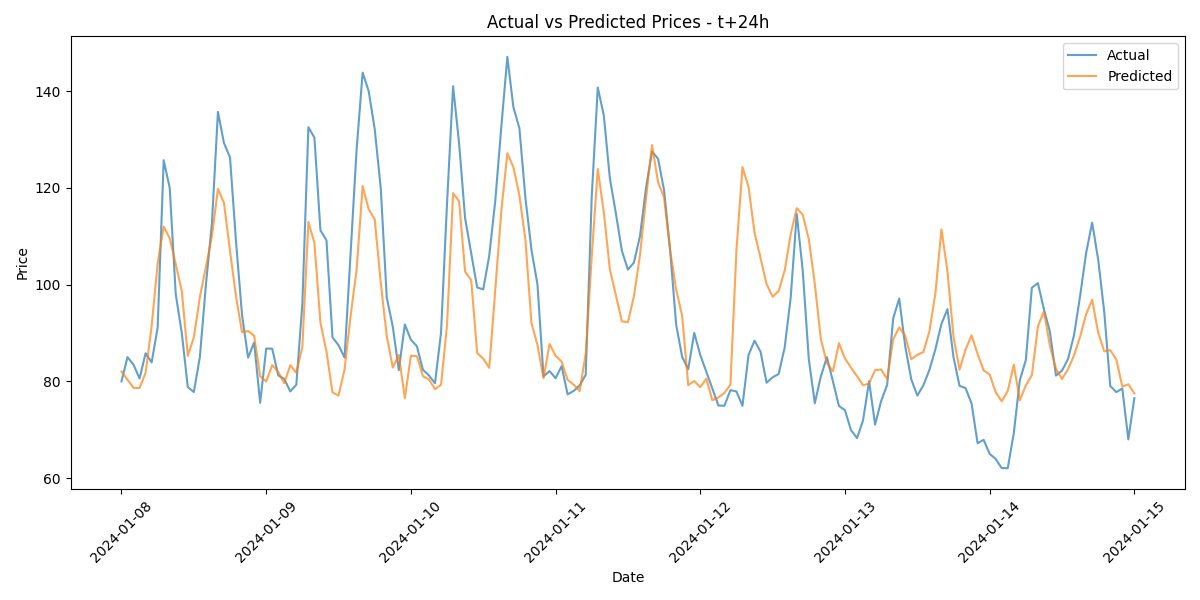 Actual vs Predicted Prices - t+24h
Actual
Predicted
Price
140
120
100
80
60
2024-01-08
2024-01-09
2024-01-10
2024-01-11
2024-01-12
2024-01-13
2024-01-14
2024-01-15
Date